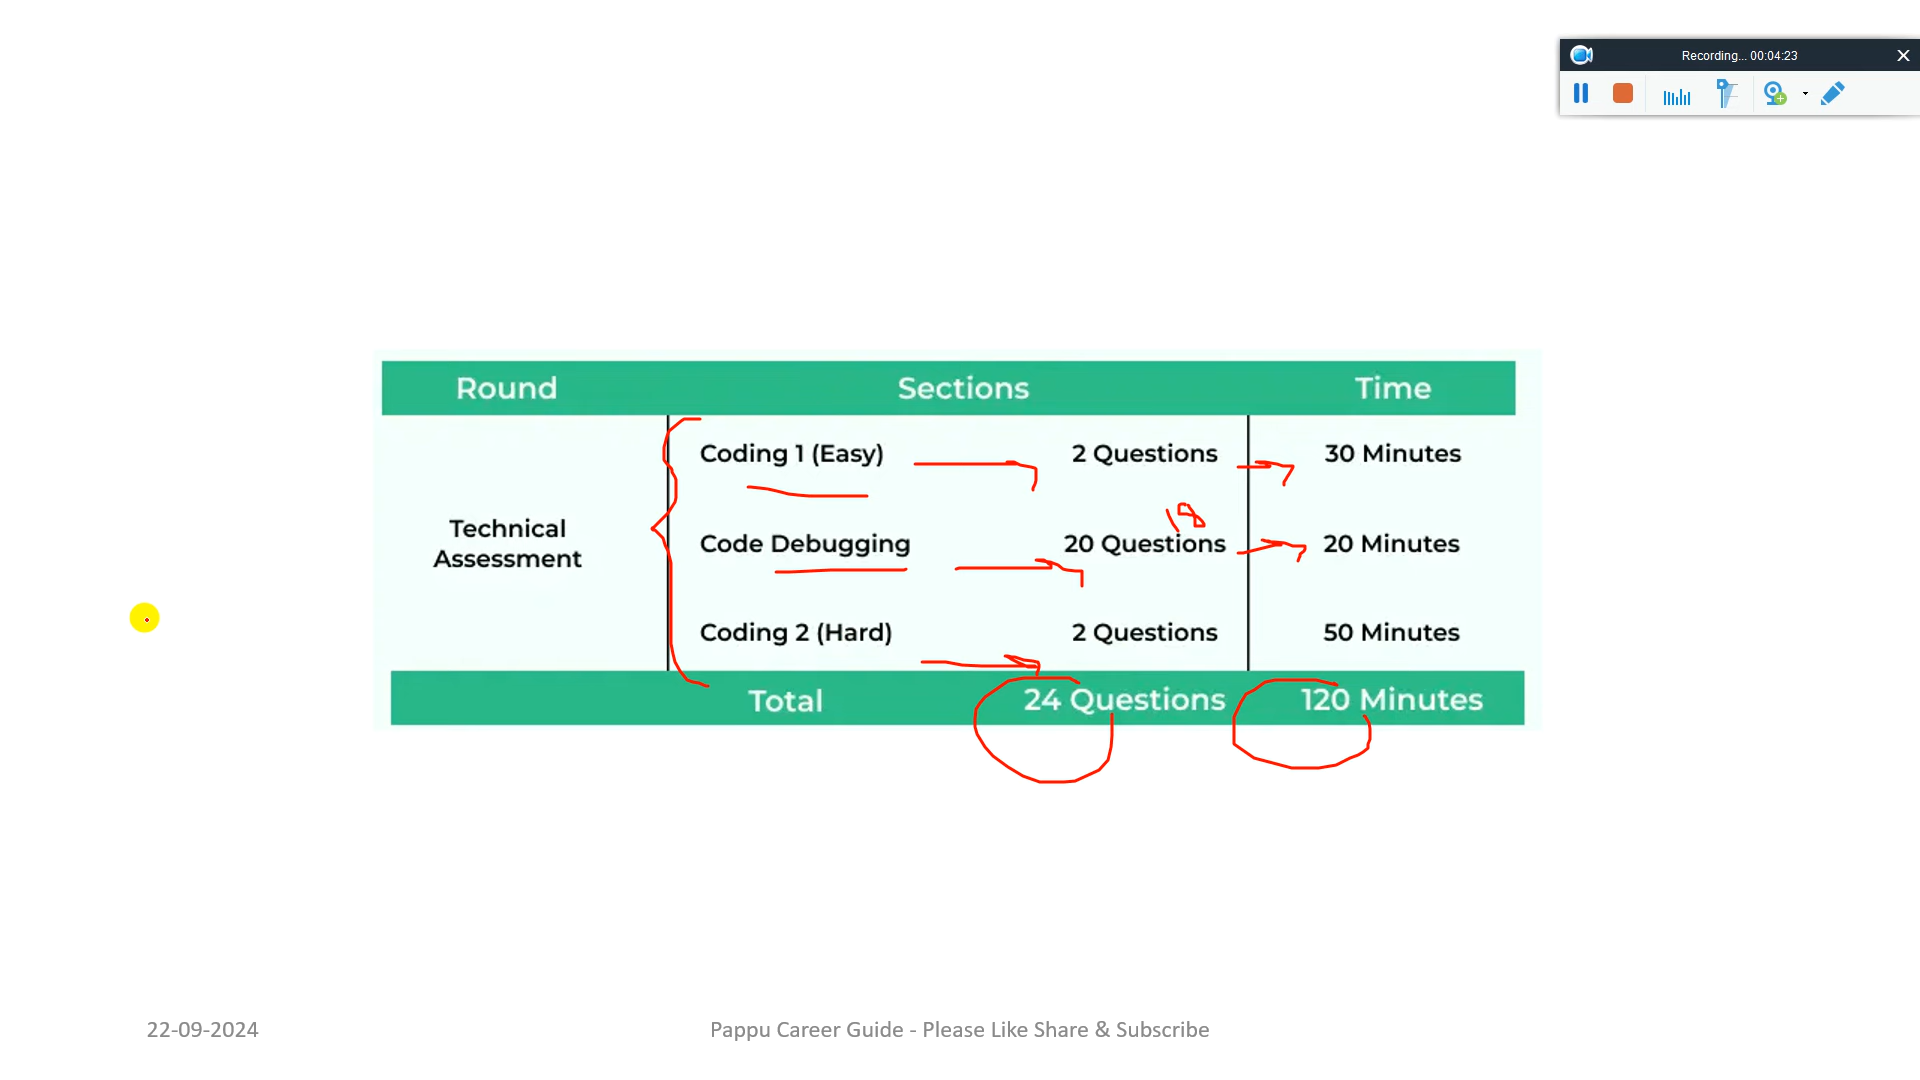 Recording... 00:04:23
Round Sections Time
Coding 1 (Easy) 2 Questions 30 Minutes
18
Technical
Assessment
Code Debugging 20 Questions 20 Minutes
Coding 2 (Hard) 2 Questions 50 Minutes
Total 24 Questions 120 Minutes
22-09-2024 Pappu Career Guide - Please Like Share & Subscribe